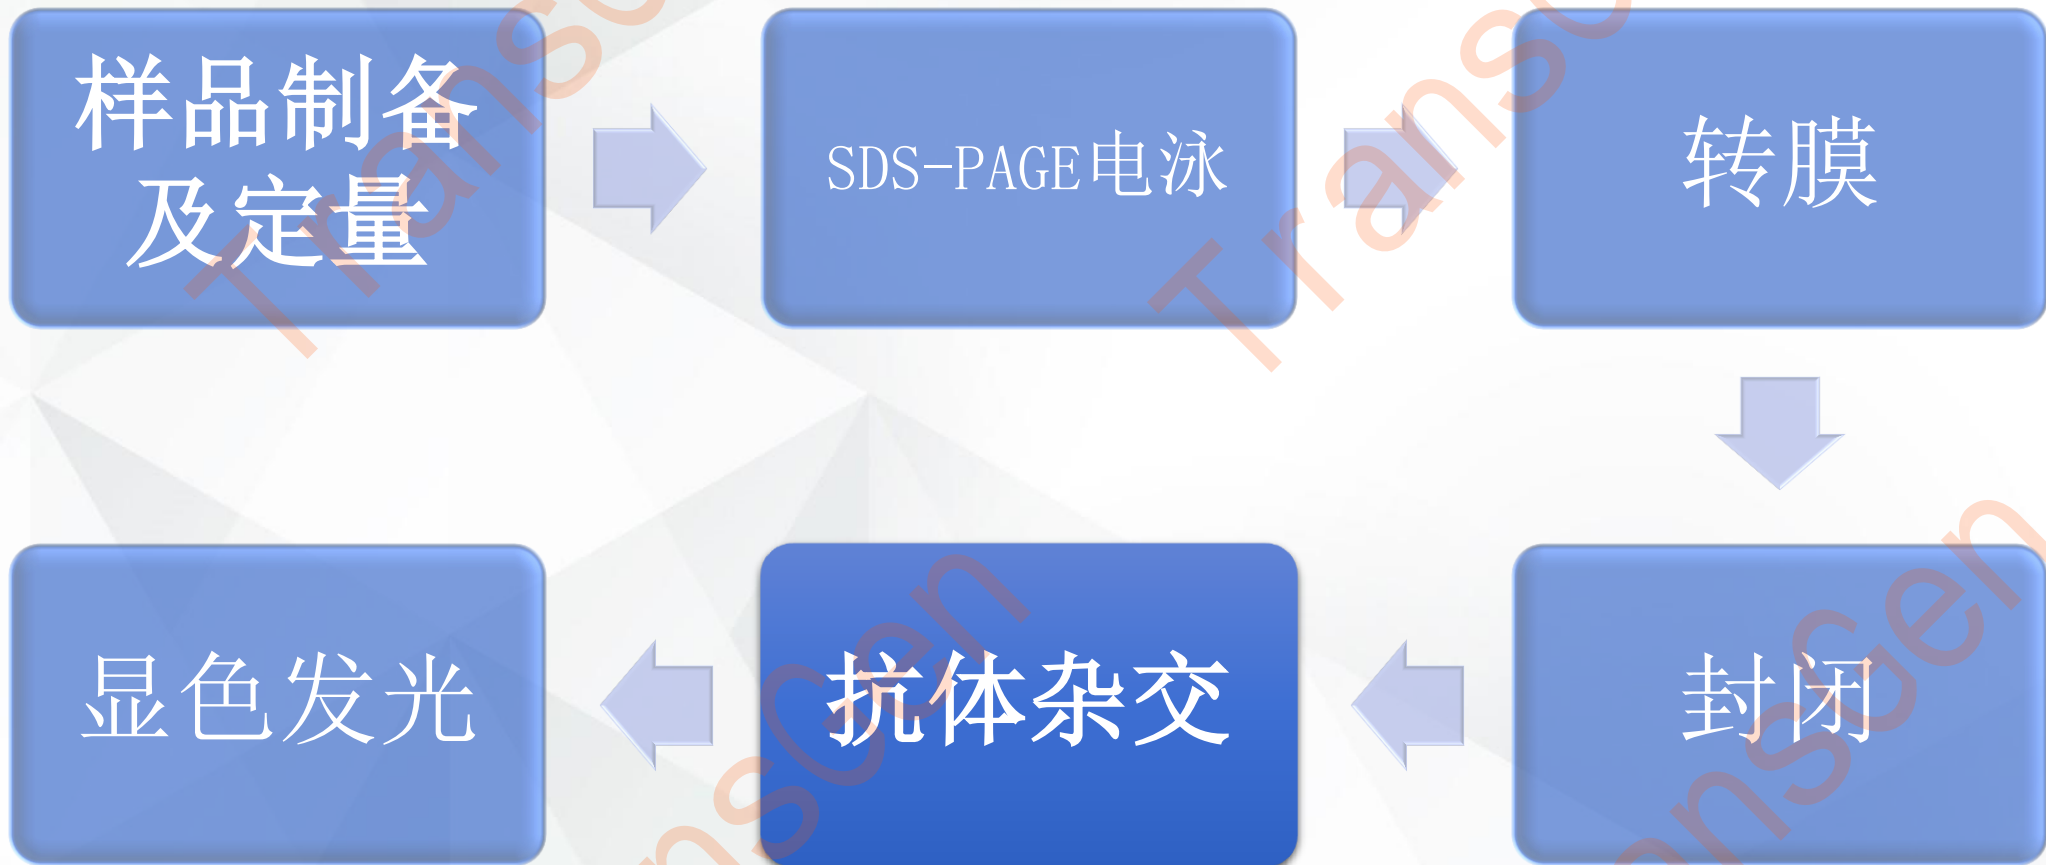 样品制备
及定量
SDS-PAGE电泳
转膜
显色发光
抗体杂交
封闭
TransGen